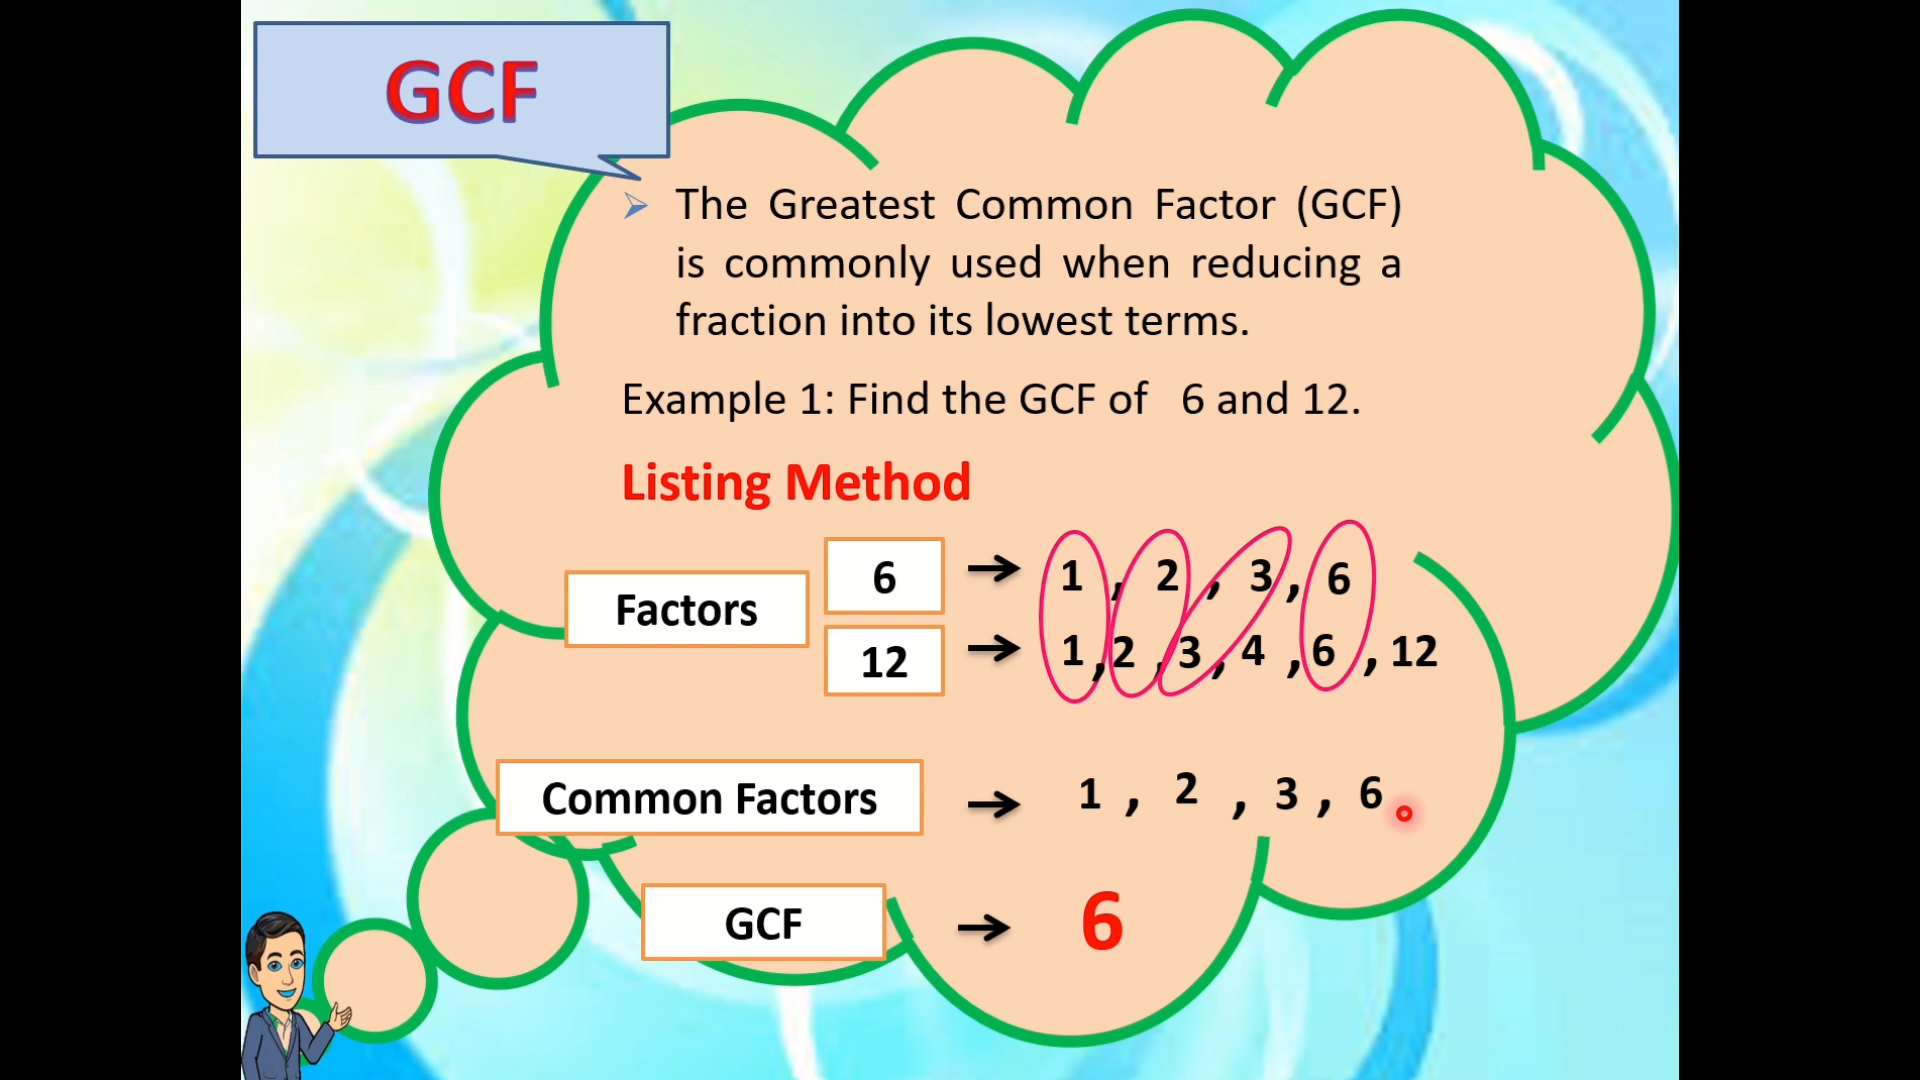 GCF
The Greatest Common Factor (GCF)
is commonly used when reducing a
fraction into its lowest terms.
Example 1: Find the GCF of 6 and 12.
Listing Method
Factors
6 → 1 , 2 , 3 , 6
12 → 1 , 2 , 3 , 4 , 6 , 12
Common Factors → 1 , 2 , 3 , 6
GCF → 6